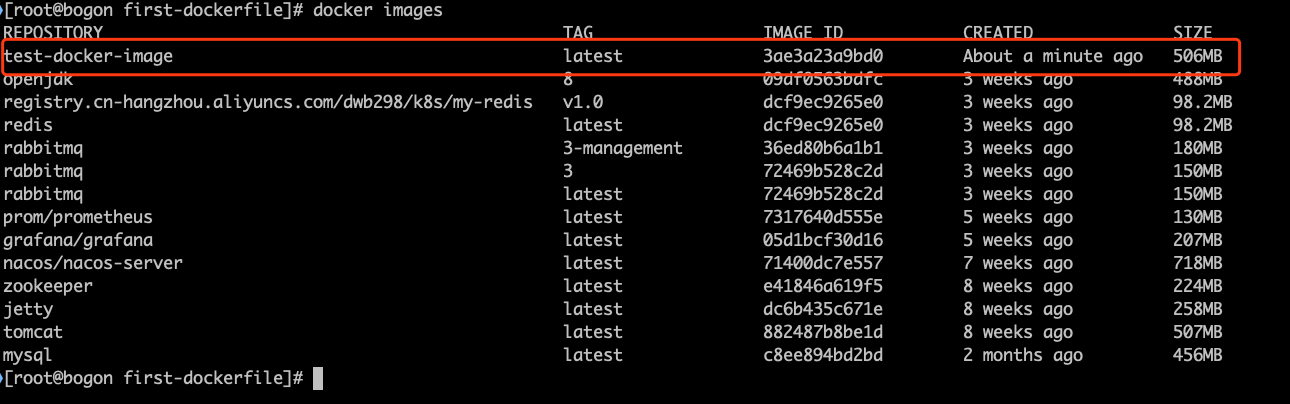 [root@bogon first-dockerfile]# docker images
REPOSITORY TAG IMAGE ID CREATED SIZE
test-docker-image latest 3ae3a23a9bd0 About a minute ago 506MB
openjdk 8 09df0563bdfc 3 weeks ago 488MB
registry.cn-hangzhou.aliyuncs.com/dwb298/k8s/my-redis v1.0 dcf9ec9265e0 3 weeks ago 98.2MB
redis latest dcf9ec9265e0 3 weeks ago 98.2MB
rabbitmq 3-management 36ed80b6a1b1 3 weeks ago 180MB
rabbitmq 3 72469b528c2d 3 weeks ago 150MB
rabbitmq latest 72469b528c2d 3 weeks ago 150MB
prom/prometheus latest 7317640d555e 5 weeks ago 130MB
grafana/grafana latest 05d1bcf30d16 5 weeks ago 207MB
nacos/nacos-server latest 71400dc7e557 7 weeks ago 718MB
zookeeper latest e41846a619f5 8 weeks ago 224MB
jetty latest dc6b435c671e 8 weeks ago 258MB
tomcat latest 882487b8be1d 8 weeks ago 507MB
mysql latest c8ee894bd2bd 2 months ago 456MB
[root@bogon first-dockerfile]#